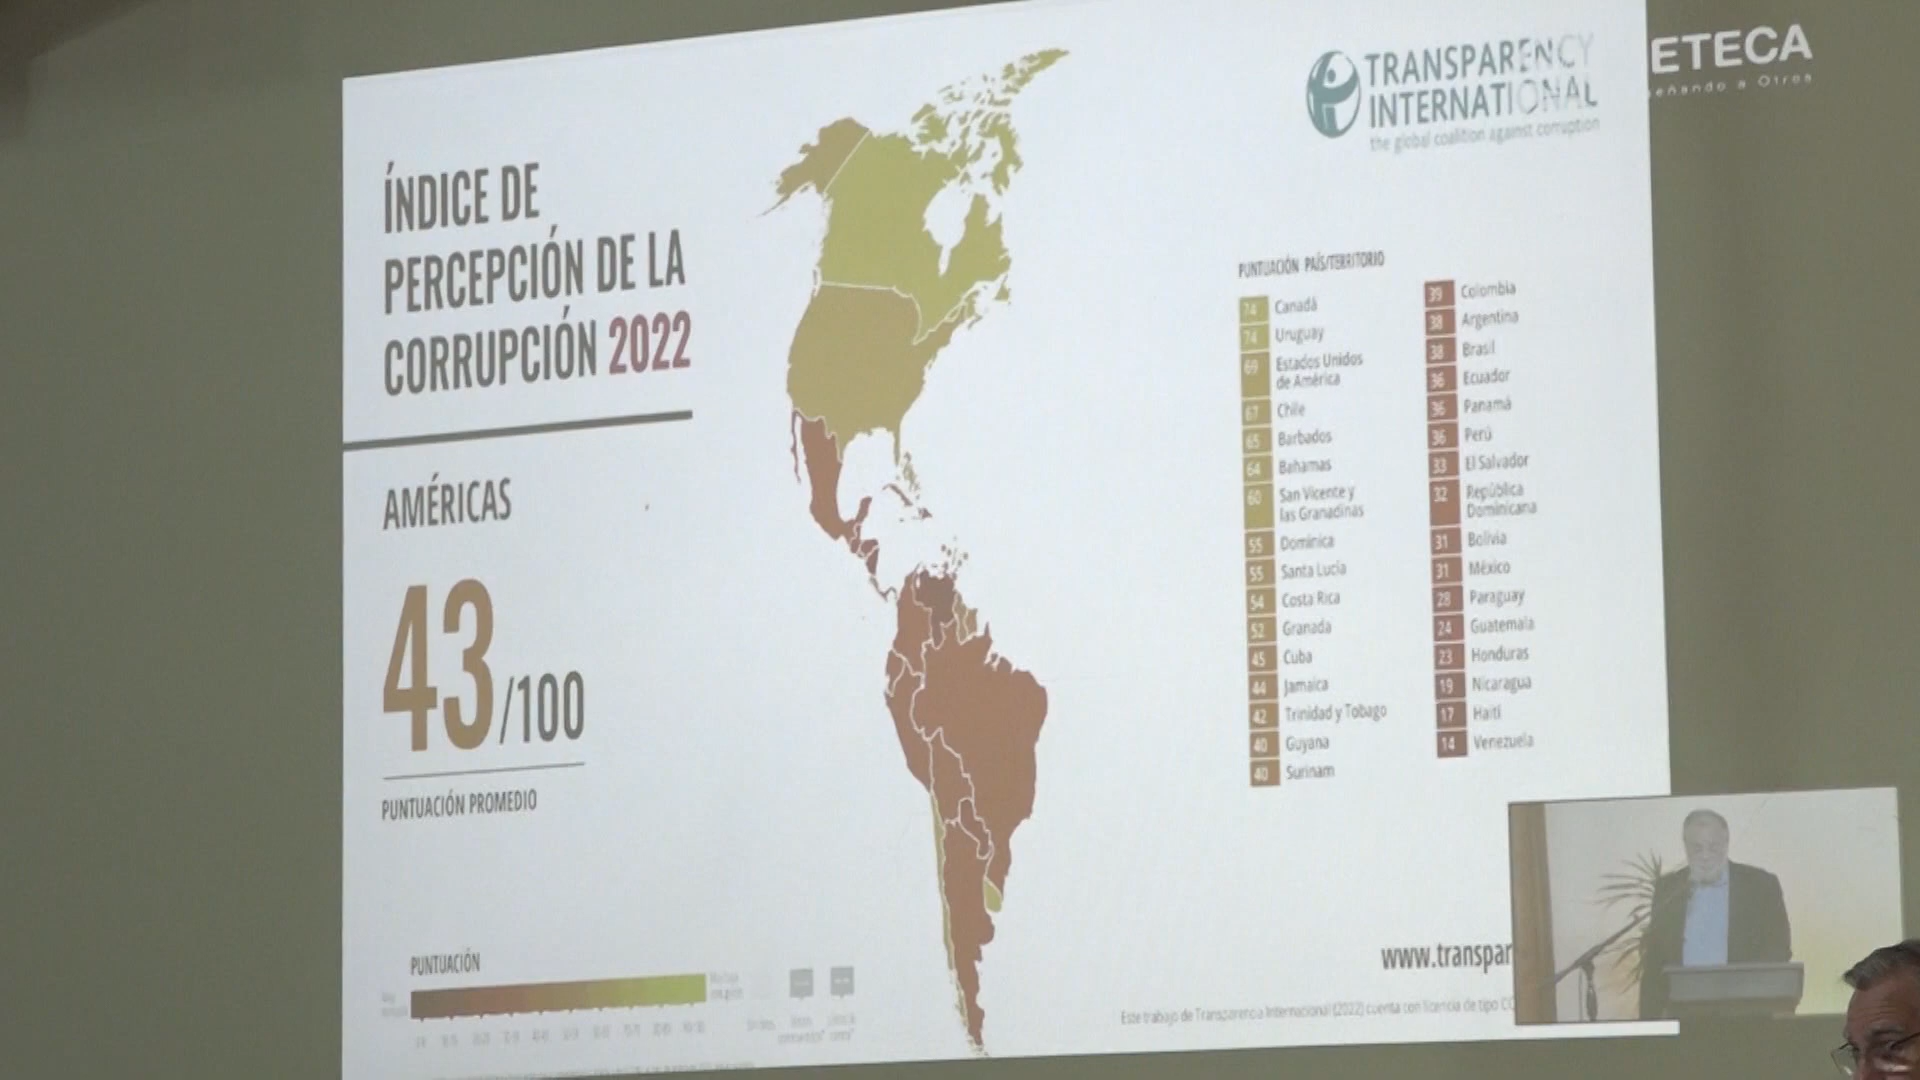 ETECA
eñando a Otros
TRANSPARENCY
INTERNATIONAL
the global coalition against corruption
ÍNDICE DE
PERCEPCIÓN DE LA
CORRUPCIÓN 2022
AMÉRICAS
43/100
PUNTUACIÓN PROMEDIO
PUNTUACIÓN PAÍS/TERRITORIO
74 Canadá
74 Uruguay
69 Estados Unidos
de América
67 Chile
65 Barbados
64 Bahamas
60 San Vicente y
las Granadinas
55 Dominica
55 Santa Lucía
54 Costa Rica
52 Granada
45 Cuba
44 Jamaica
42 Trinidad y Tobago
40 Guyana
40 Surinam
39 Colombia
38 Argentina
38 Brasil
36 Ecuador
36 Panamá
36 Perú
33 El Salvador
32 República
Dominicana
31 Bolivia
31 México
28 Paraguay
24 Guatemala
23 Honduras
19 Nicaragua
17 Haití
14 Venezuela
PUNTUACIÓN
www.transpar
Este trabajo de Transparencia Internacional (2022) cuenta con licencia de tipo CC